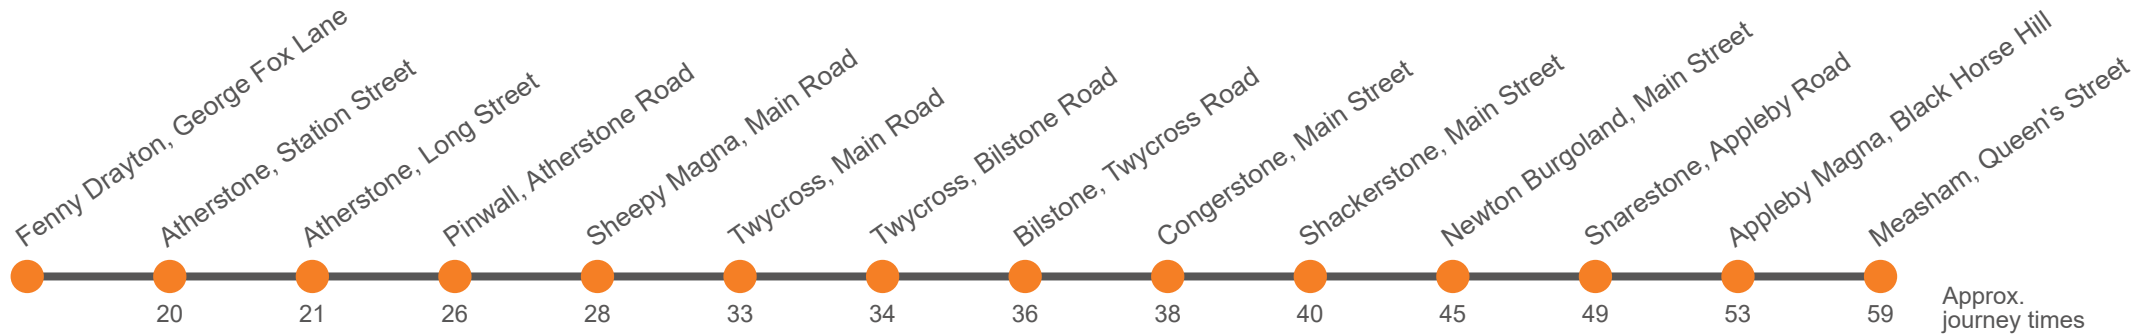 Fenny Drayton, George Fox Lane
Atherstone, Station Street
Atherstone, Long Street
Pinwall, Atherstone Road
Sheepy Magna, Main Road
Twycross, Main Road
Twycross, Bilstone Road
Bilstone, Twycross Road
Congerstone, Main Street
Shackerstone, Main Street
Newton Burgoland, Main Street
Snarestone, Appleby Road
Appleby Magna, Black Horse Hill
Measham, Queen's Street
20
21
26
28
33
34
36
38
40
45
49
53
59
Approx.
journey times